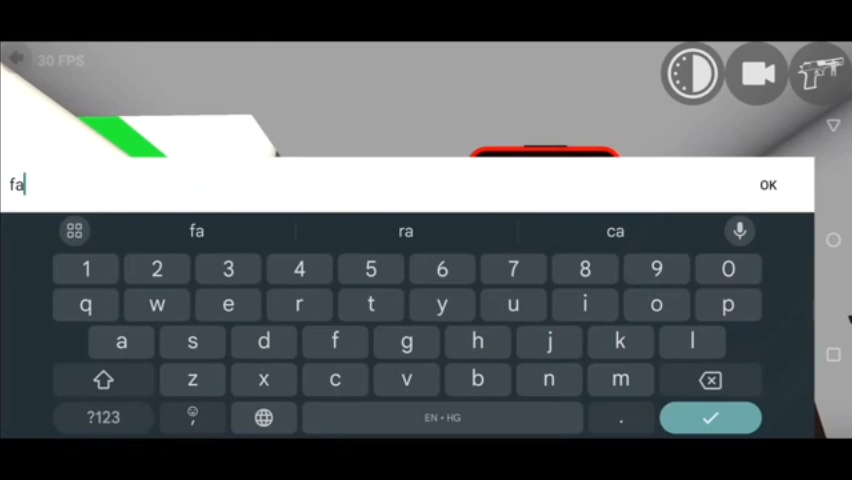 30 FPS
fa
OK
fa ra ca
1 2 3 4 5 6 7 8 9 0
q w e r t y u i o p
a s d f g h j k l
z x c v b n m
?123 , EN • HG .